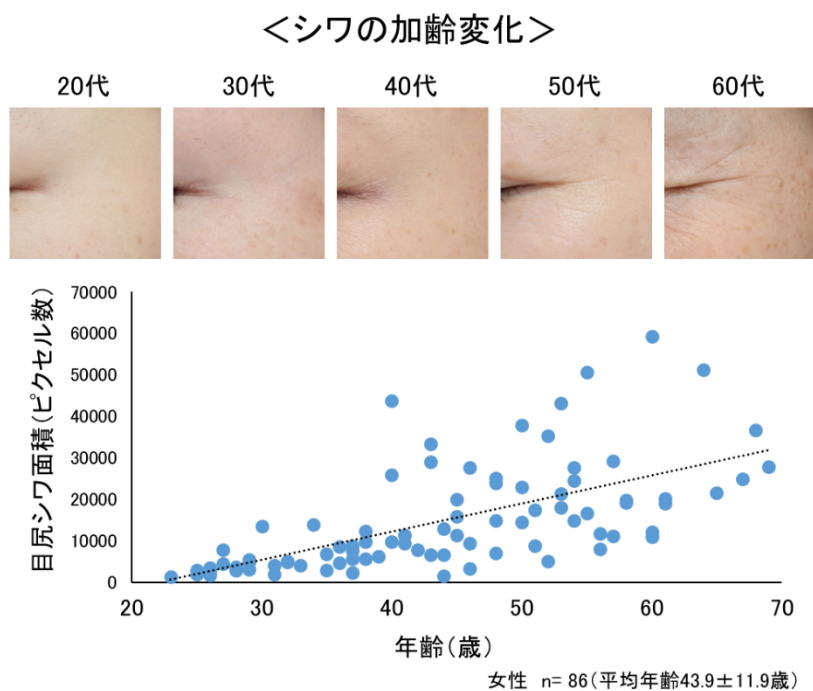 ＜シワの加齢変化＞
20代 30代 40代 50代 60代
目尻シワ面積（ピクセル数）
70000
60000
50000
40000
30000
20000
10000
0
20 30 40 50 60 70
年齢（歳）
女性 n= 86（平均年齢43.9±11.9歳）